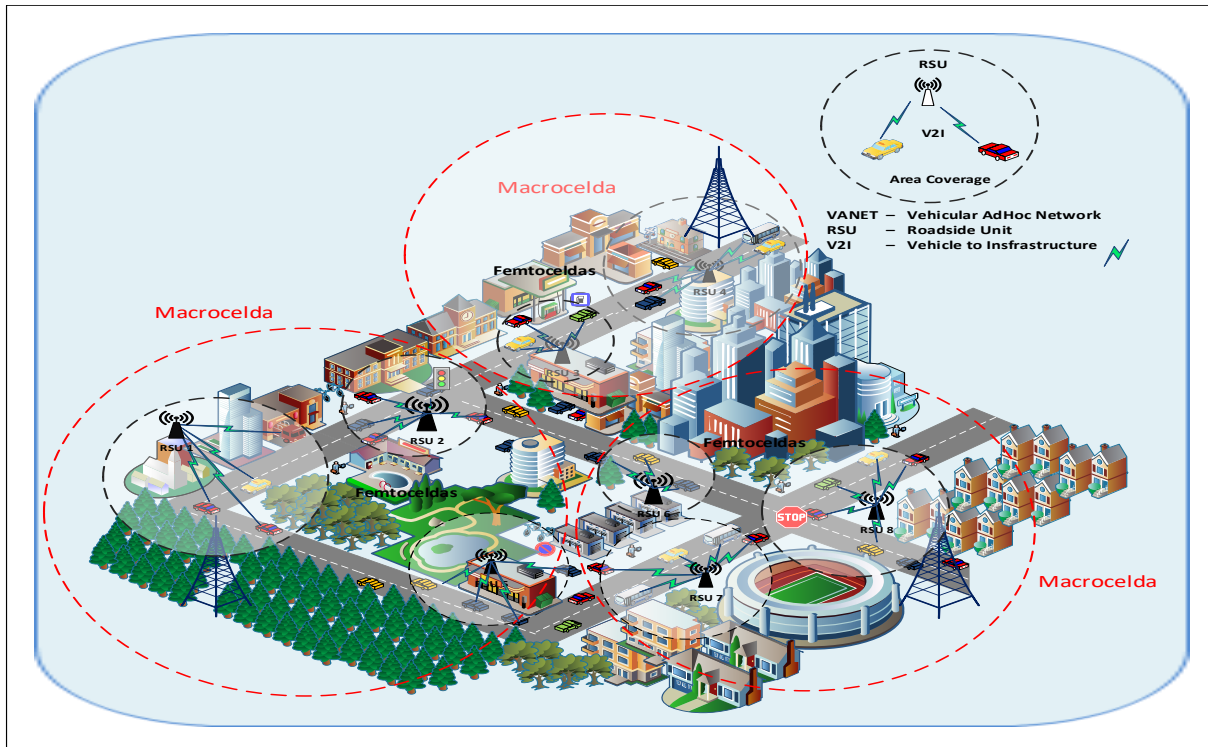 RSU
V2I
Area Coverage
VANET – Vehicular AdHoc Network
RSU – Roadside Unit
V2I – Vehicle to Insfrastructure
Macrocelda
Femtoceldas
RSU 4
Macrocelda
RSU 3
RSU 2
RSU 1
Femtoceldas
Femtoceldas
RSU 6
STOP
RSU 8
RSU 7
Macrocelda